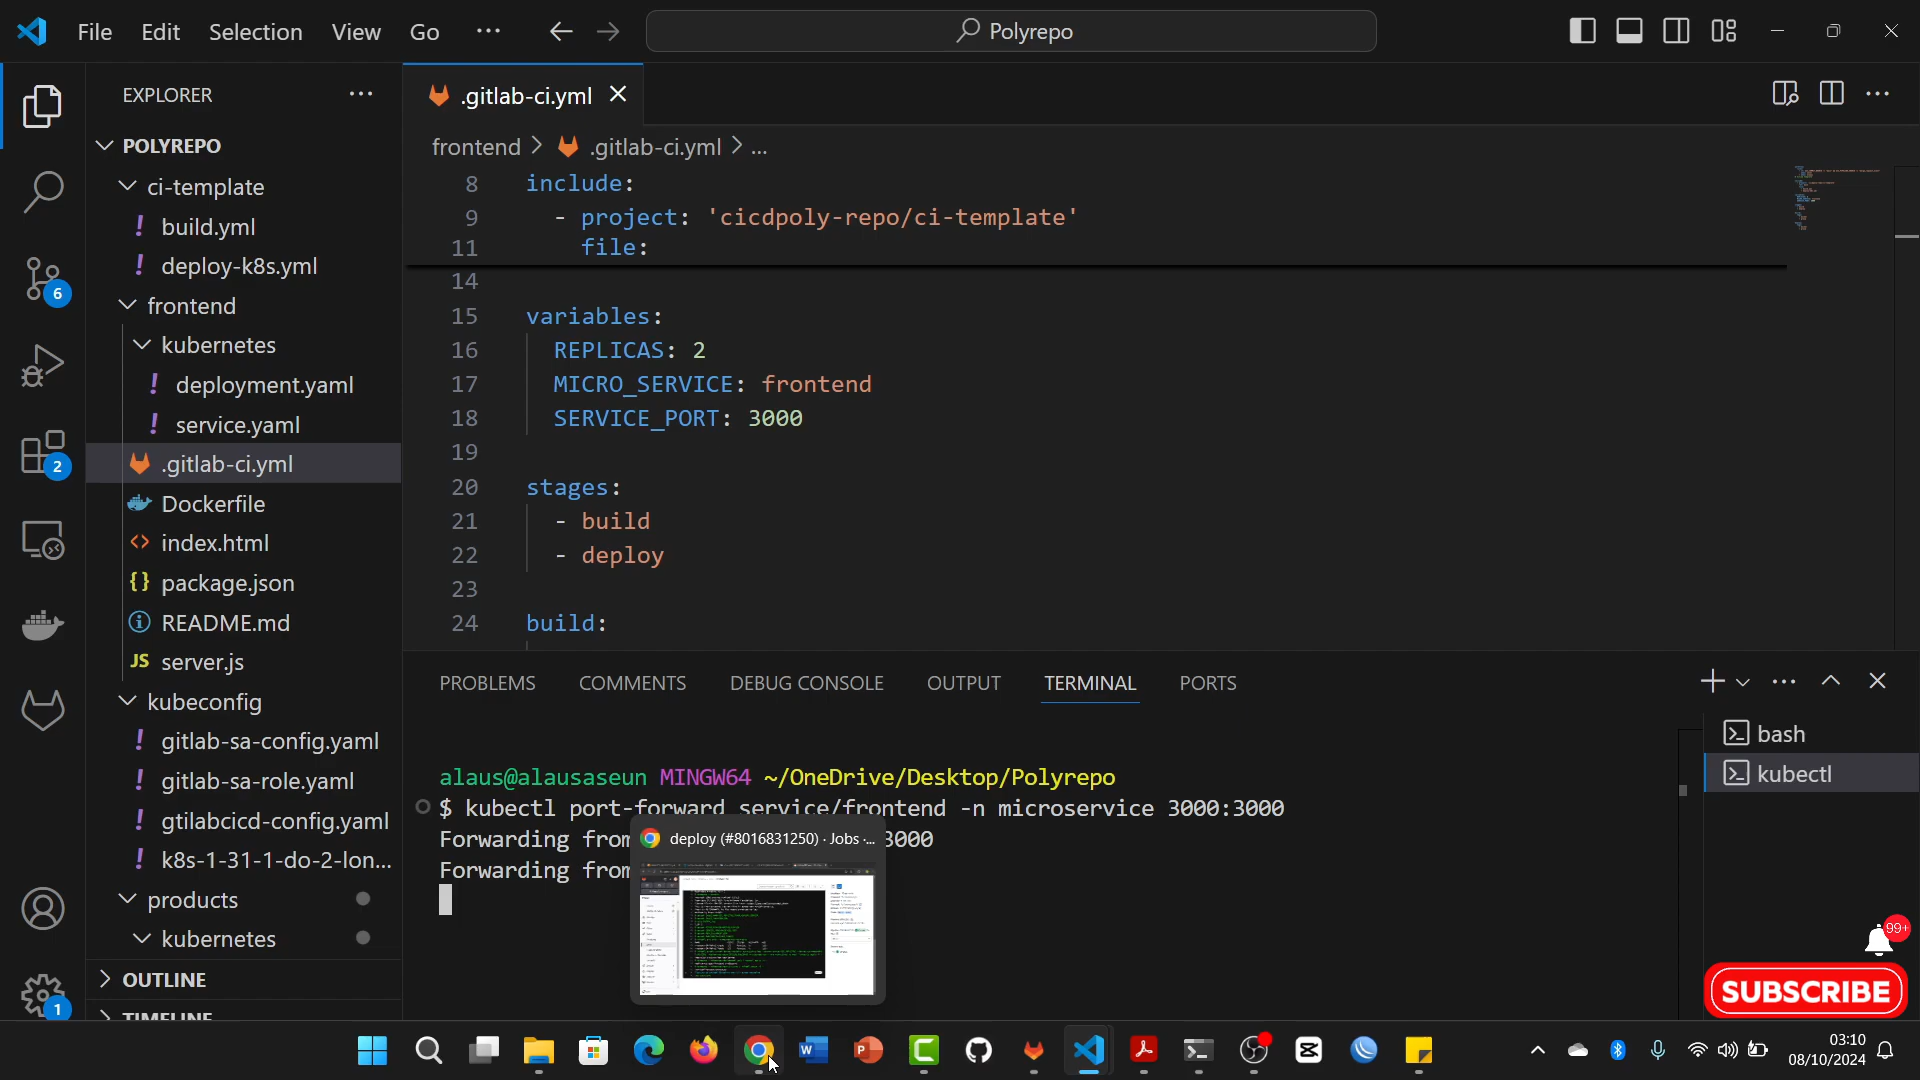 File Edit Selection View Go ··· Polyrepo
EXPLORER
POLYREPO
ci-template
! build.yml
! deploy-k8s.yml
frontend
kubernetes
! deployment.yaml
! service.yaml
.gitlab-ci.yml
Dockerfile
<> index.html
{} package.json
README.md
JS server.js
kubeconfig
! gitlab-sa-config.yaml
! gitlab-sa-role.yaml
! gtilabcicd-config.yaml
! k8s-1-31-1-do-2-lon...
products
kubernetes
OUTLINE
TIMELINE
6
2
1
.gitlab-ci.yml
frontend > .gitlab-ci.yml > ...
8 include:
9 - project: 'cicdpoly-repo/ci-template'
11 file:
14
15 variables:
16 REPLICAS: 2
17 MICRO_SERVICE: frontend
18 SERVICE_PORT: 3000
19
20 stages:
21 - build
22 - deploy
23
24 build:
PROBLEMS COMMENTS DEBUG CONSOLE OUTPUT TERMINAL PORTS
alaus@alausaseun MINGW64 ~/OneDrive/Desktop/Polyrepo
$ kubectl port-forward service/frontend -n microservice 3000:3000
Forwarding from 3000
Forwarding from
deploy (#8016831250) · Jobs ·...
bash
kubectl
99+
SUBSCRIBE
03:10
08/10/2024